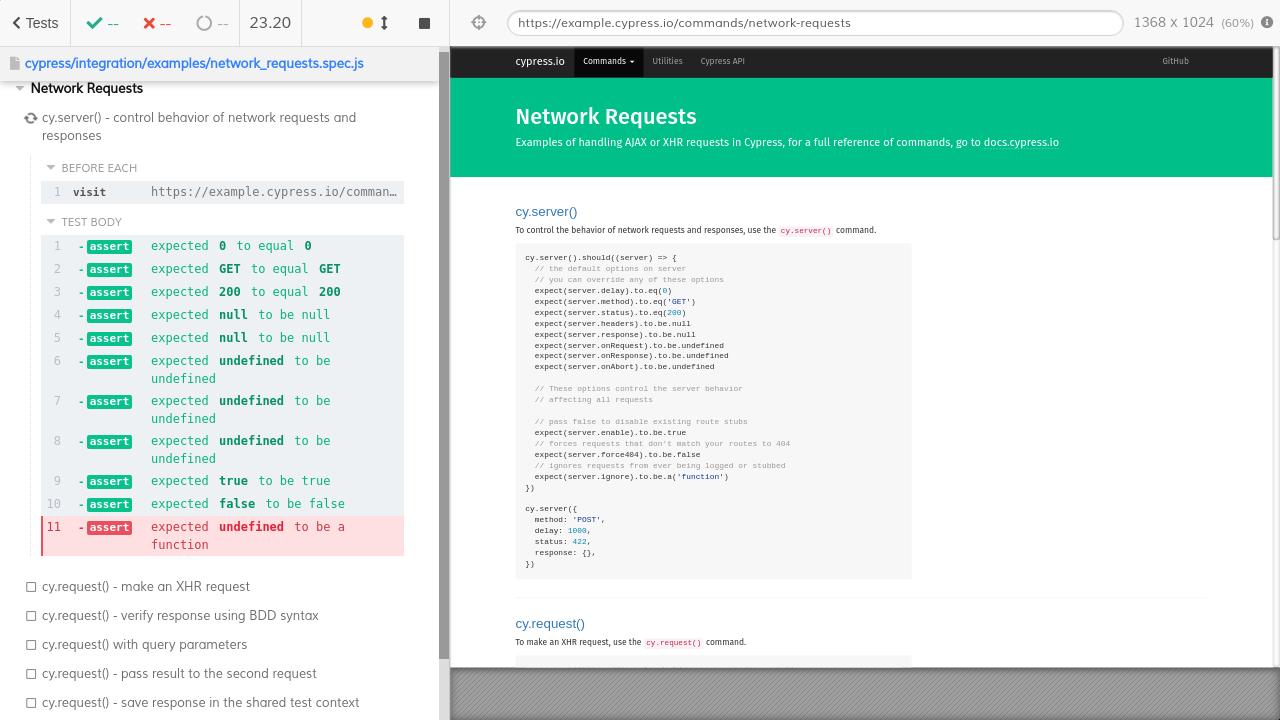 Tests
--
--
--
23.20
cypress/integration/examples/network_requests.spec.js
Network Requests
cy.server() - control behavior of network requests and
responses
BEFORE EACH
1 visit https://example.cypress.io/comman…
TEST BODY
1 -assert expected 0 to equal 0
2 -assert expected GET to equal GET
3 -assert expected 200 to equal 200
4 -assert expected null to be null
5 -assert expected null to be null
6 -assert expected undefined to be
undefined
7 -assert expected undefined to be
undefined
8 -assert expected undefined to be
undefined
9 -assert expected true to be true
10 -assert expected false to be false
11 -assert expected undefined to be a
function
cy.request() - make an XHR request
cy.request() - verify response using BDD syntax
cy.request() with query parameters
cy.request() - pass result to the second request
cy.request() - save response in the shared test context
https://example.cypress.io/commands/network-requests
1368 x 1024 (60%)
cypress.io
Commands
Utilities
Cypress API
GitHub
Network Requests
Examples of handling AJAX or XHR requests in Cypress, for a full reference of commands, go to docs.cypress.io
cy.server()
To control the behavior of network requests and responses, use the cy.server() command.
cy.server().should((server) => {
// the default options on server
// you can override any of these options
expect(server.delay).to.eq(0)
expect(server.method).to.eq('GET')
expect(server.status).to.eq(200)
expect(server.headers).to.be.null
expect(server.response).to.be.null
expect(server.onRequest).to.be.undefined
expect(server.onResponse).to.be.undefined
expect(server.onAbort).to.be.undefined
// These options control the server behavior
// affecting all requests
// pass false to disable existing route stubs
expect(server.enable).to.be.true
// forces requests that don't match your routes to 404
expect(server.force404).to.be.false
// ignores requests from ever being logged or stubbed
expect(server.ignore).to.be.a('function')
})
cy.server({
method: 'POST',
delay: 1000,
status: 422,
response: {},
})
cy.request()
To make an XHR request, use the cy.request() command.